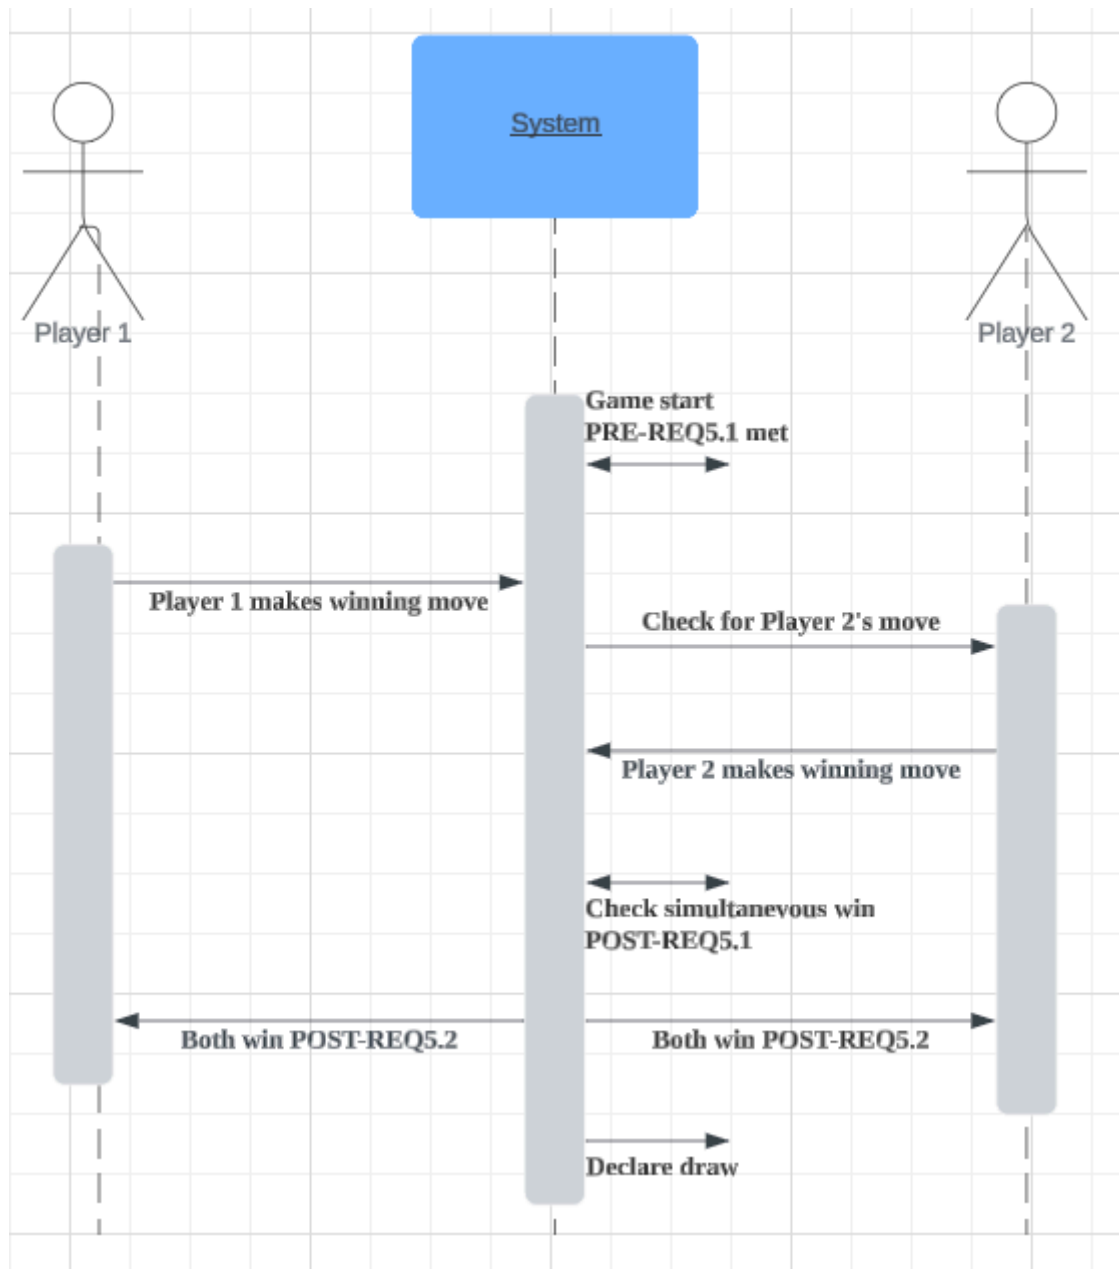 System
Player 1
Player 2
Game start
PRE-REQ5.1 met
Player 1 makes winning move
Check for Player 2's move
Player 2 makes winning move
Check simultanevous win
POST-REQ5.1
Both win POST-REQ5.2
Both win POST-REQ5.2
Declare draw